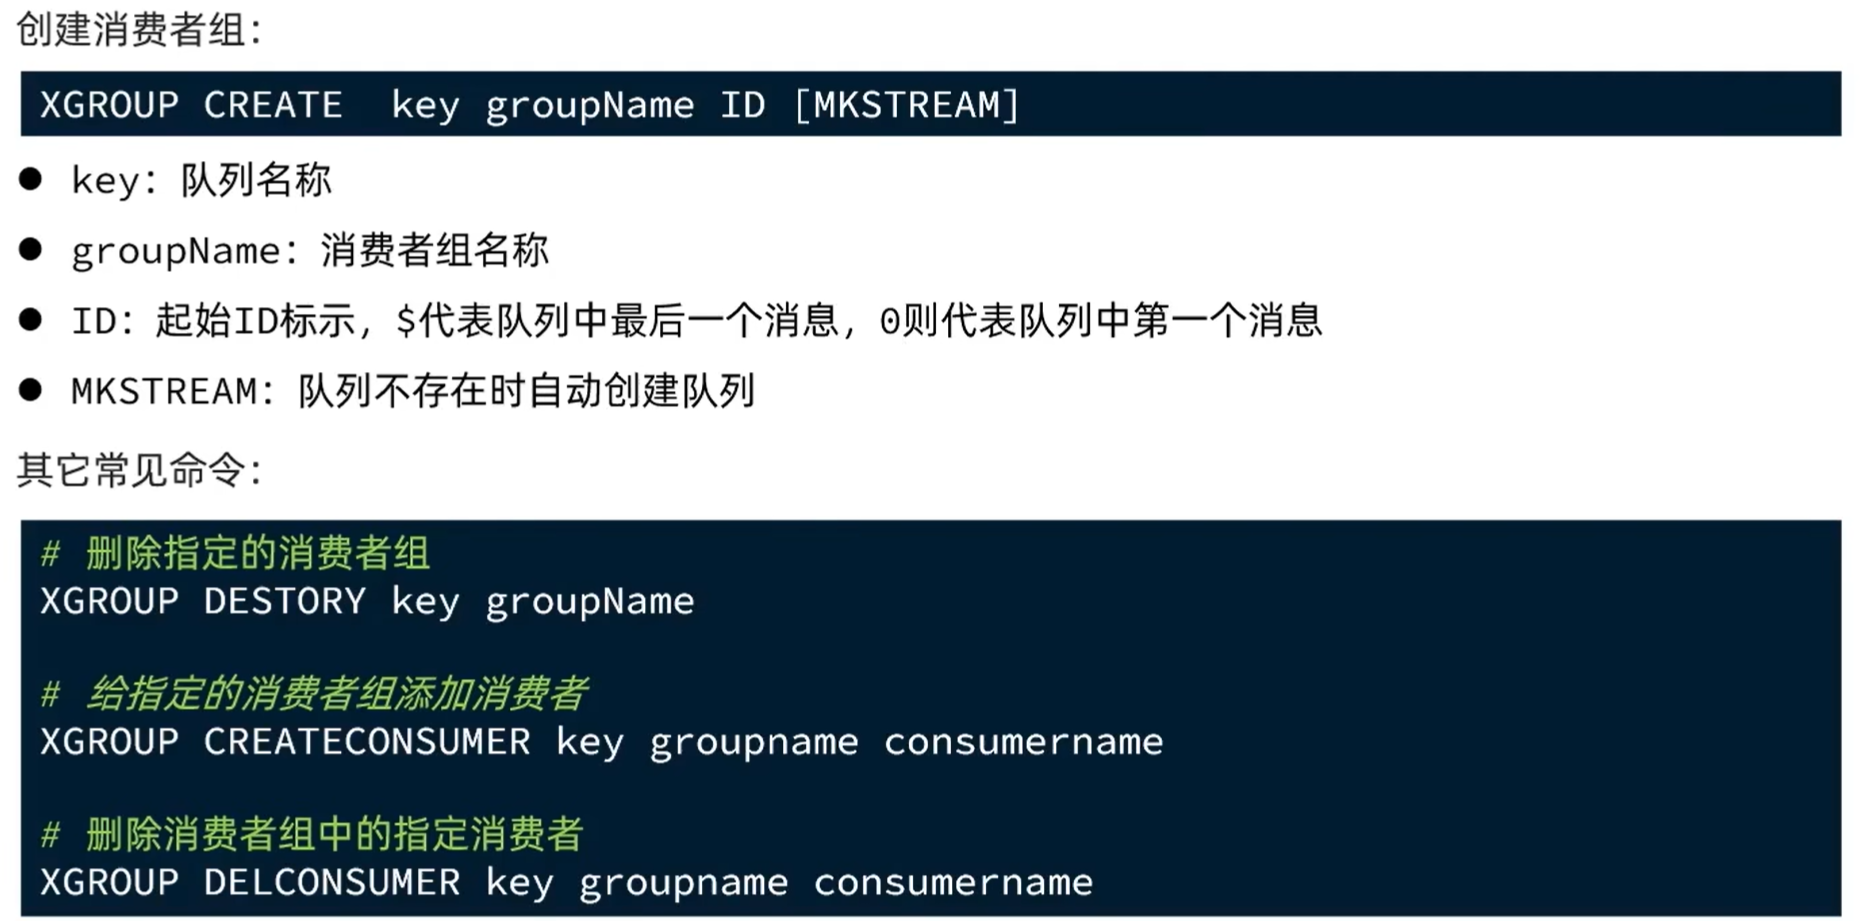 创建消费者组：
XGROUP CREATE  key groupName ID [MKSTREAM]
● key：队列名称
● groupName：消费者组名称
● ID：起始ID标示，$代表队列中最后一个消息，0则代表队列中第一个消息
● MKSTREAM：队列不存在时自动创建队列
其它常见命令：
# 删除指定的消费者组
XGROUP DESTORY key groupName
# 给指定的消费者组添加消费者
XGROUP CREATECONSUMER key groupname consumername
# 删除消费者组中的指定消费者
XGROUP DELCONSUMER key groupname consumername